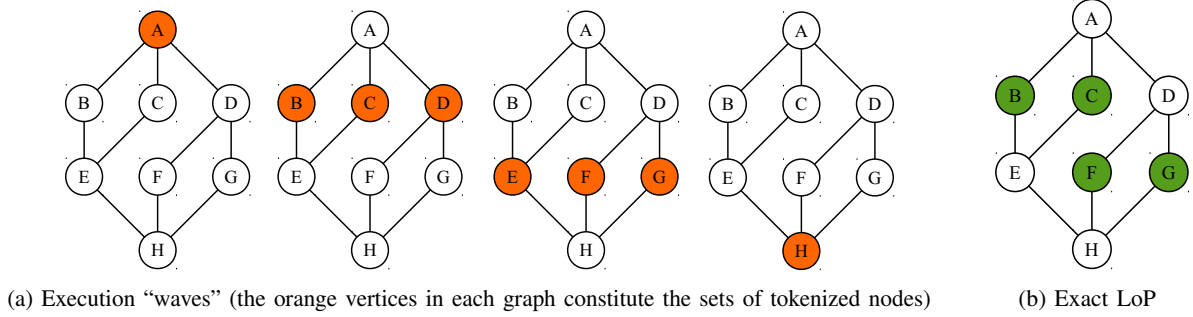 A
B C D
E F G
H
A
B C D
E F G
H
A
B C D
E F G
H
A
B C D
E F G
H
(a) Execution “waves” (the orange vertices in each graph constitute the sets of tokenized nodes)
A
B C D
E F G
H
(b) Exact LoP